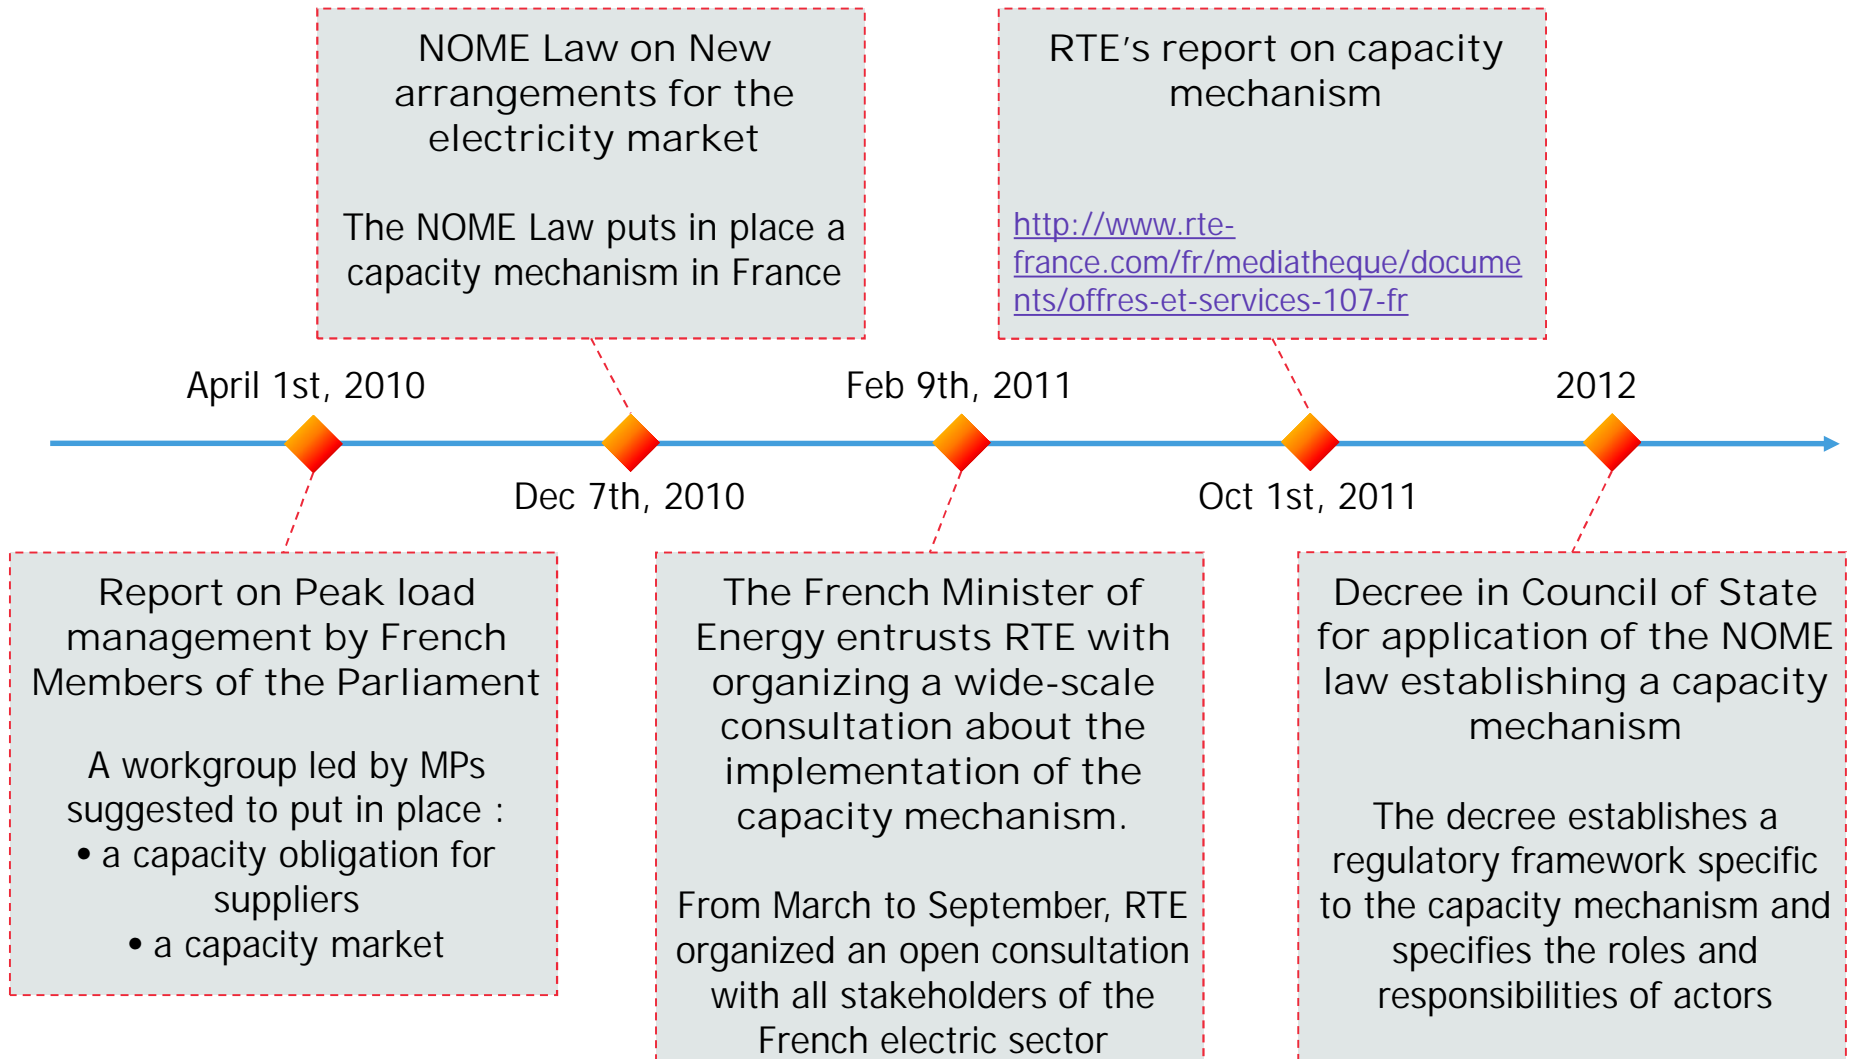 NOME Law on New
arrangements for the
electricity market
The NOME Law puts in place a
capacity mechanism in France
RTE's report on capacity
mechanism
http://www.rte-
france.com/fr/mediatheque/docume
nts/offres-et-services-107-fr
April 1st, 2010
Feb 9th, 2011
2012
Dec 7th, 2010
Oct 1st, 2011
Report on Peak load
management by French
Members of the Parliament
A workgroup led by MPs
suggested to put in place :
• a capacity obligation for
suppliers
• a capacity market
The French Minister of
Energy entrusts RTE with
organizing a wide-scale
consultation about the
implementation of the
capacity mechanism.
From March to September, RTE
organized an open consultation
with all stakeholders of the
French electric sector
Decree in Council of State
for application of the NOME
law establishing a capacity
mechanism
The decree establishes a
regulatory framework specific
to the capacity mechanism and
specifies the roles and
responsibilities of actors